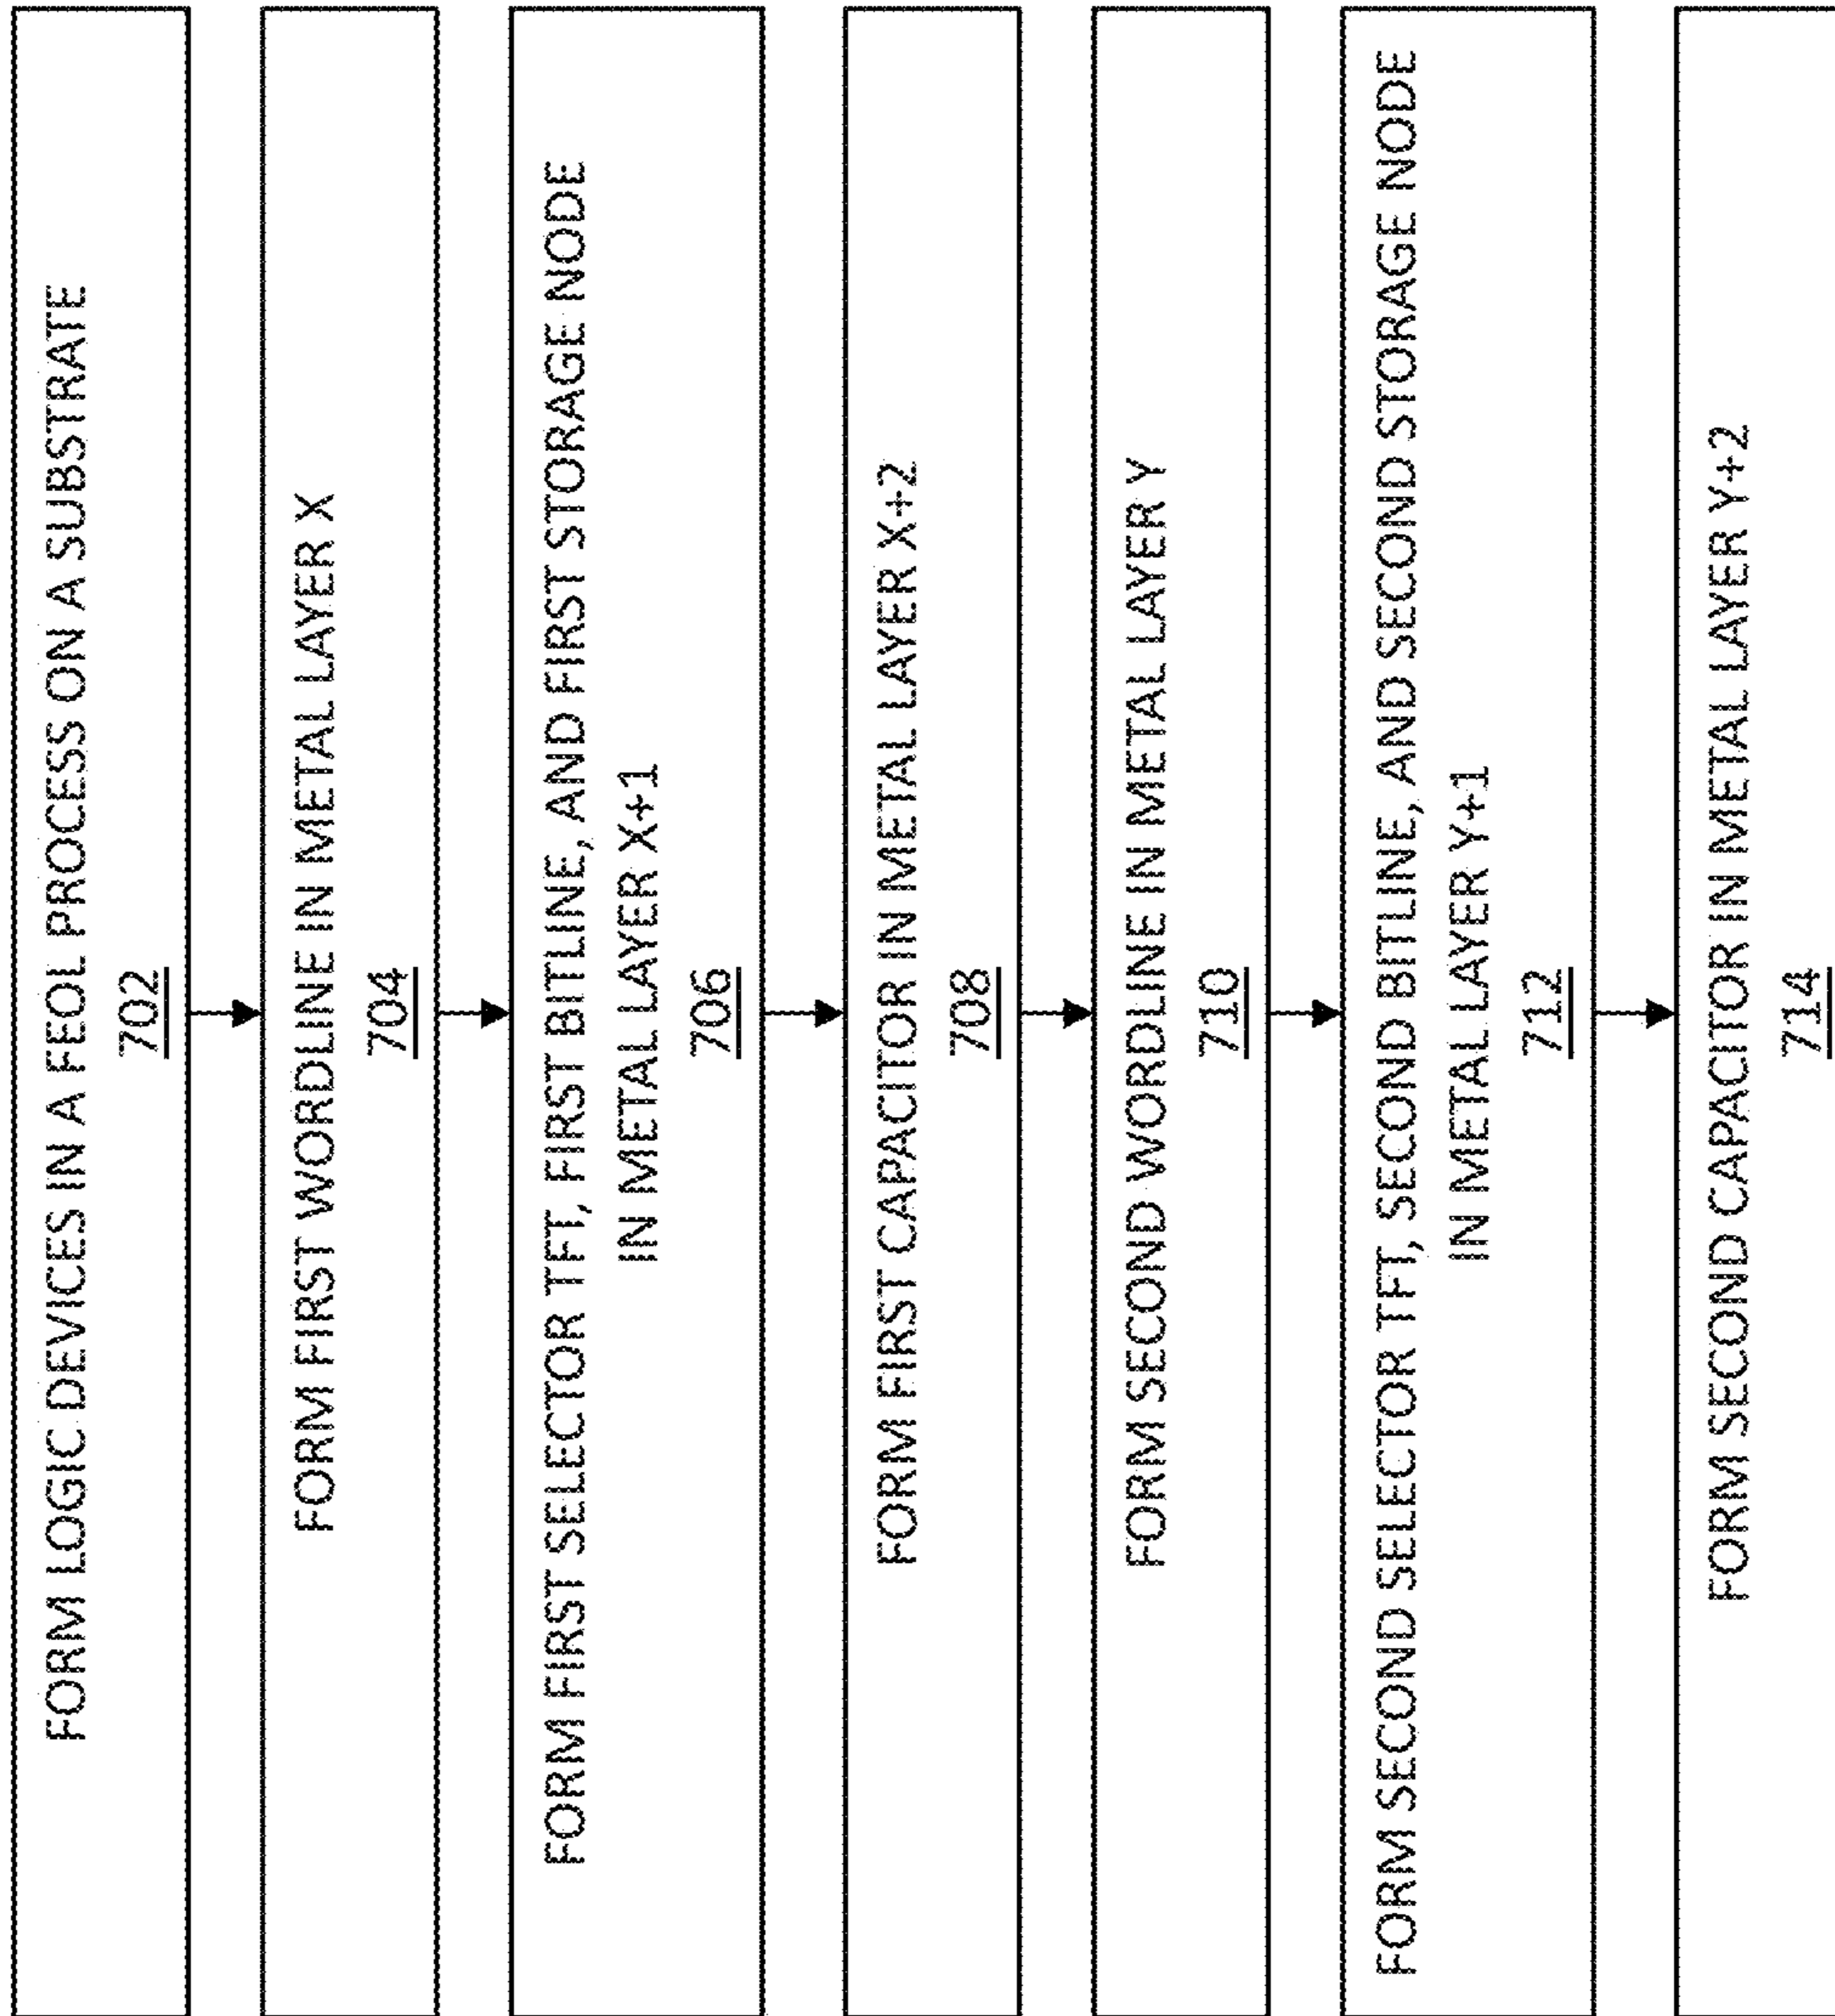 FORM LOGIC DEVICES IN A FEOL PROCESS ON A SUBSTRATE
702
FORM FIRST WORDLINE IN METAL LAYER X
704
FORM FIRST SELECTOR TFT, FIRST BITLINE, AND FIRST STORAGE NODE
IN METAL LAYER X+1
706
FORM FIRST CAPACITOR IN METAL LAYER X+2
708
FORM SECOND WORDLINE IN METAL LAYER Y
710
FORM SECOND SELECTOR TFT, SECOND BITLINE, AND SECOND STORAGE NODE
IN METAL LAYER Y+1
712
FORM SECOND CAPACITOR IN METAL LAYER Y+2
714